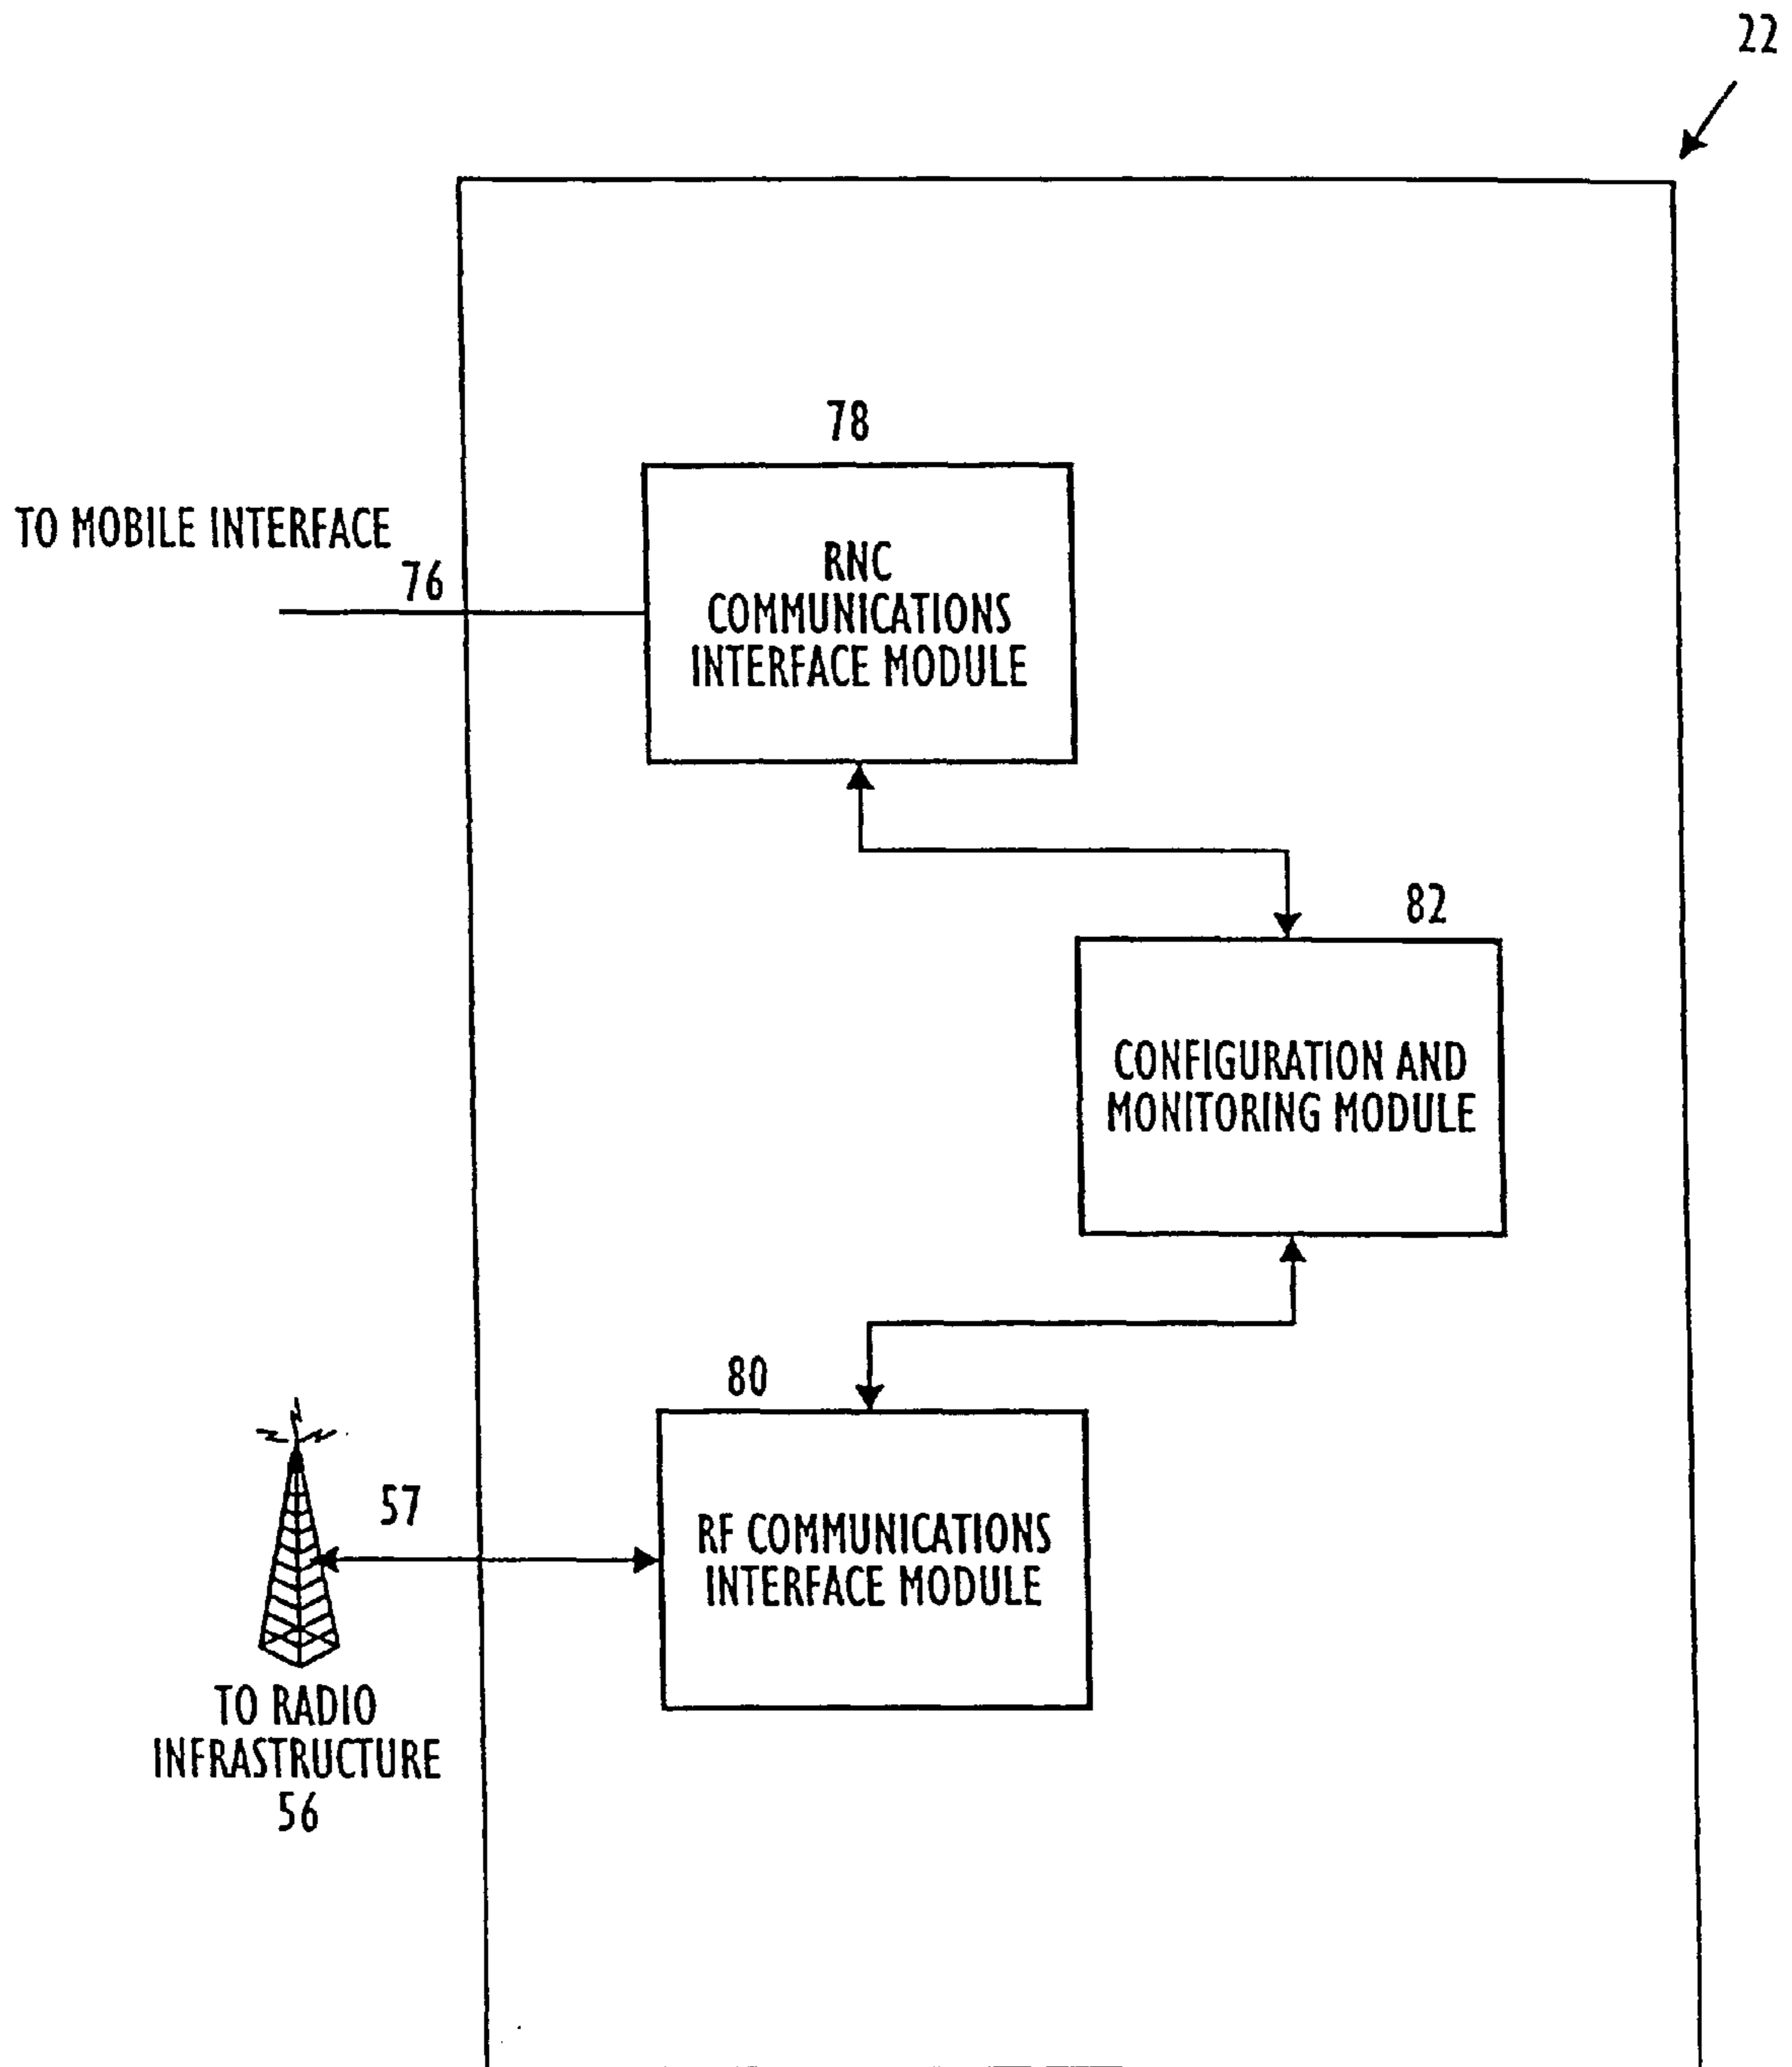 22
78
TO MOBILE INTERFACE
76
RNC
COMMUNICATIONS
INTERFACE MODULE
82
CONFIGURATION AND
MONITORING MODULE
80
57
RF COMMUNICATIONS
INTERFACE MODULE
TO RADIO
INFRASTRUCTURE
56